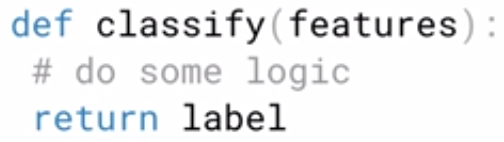 def classify(features):
# do some logic
return label